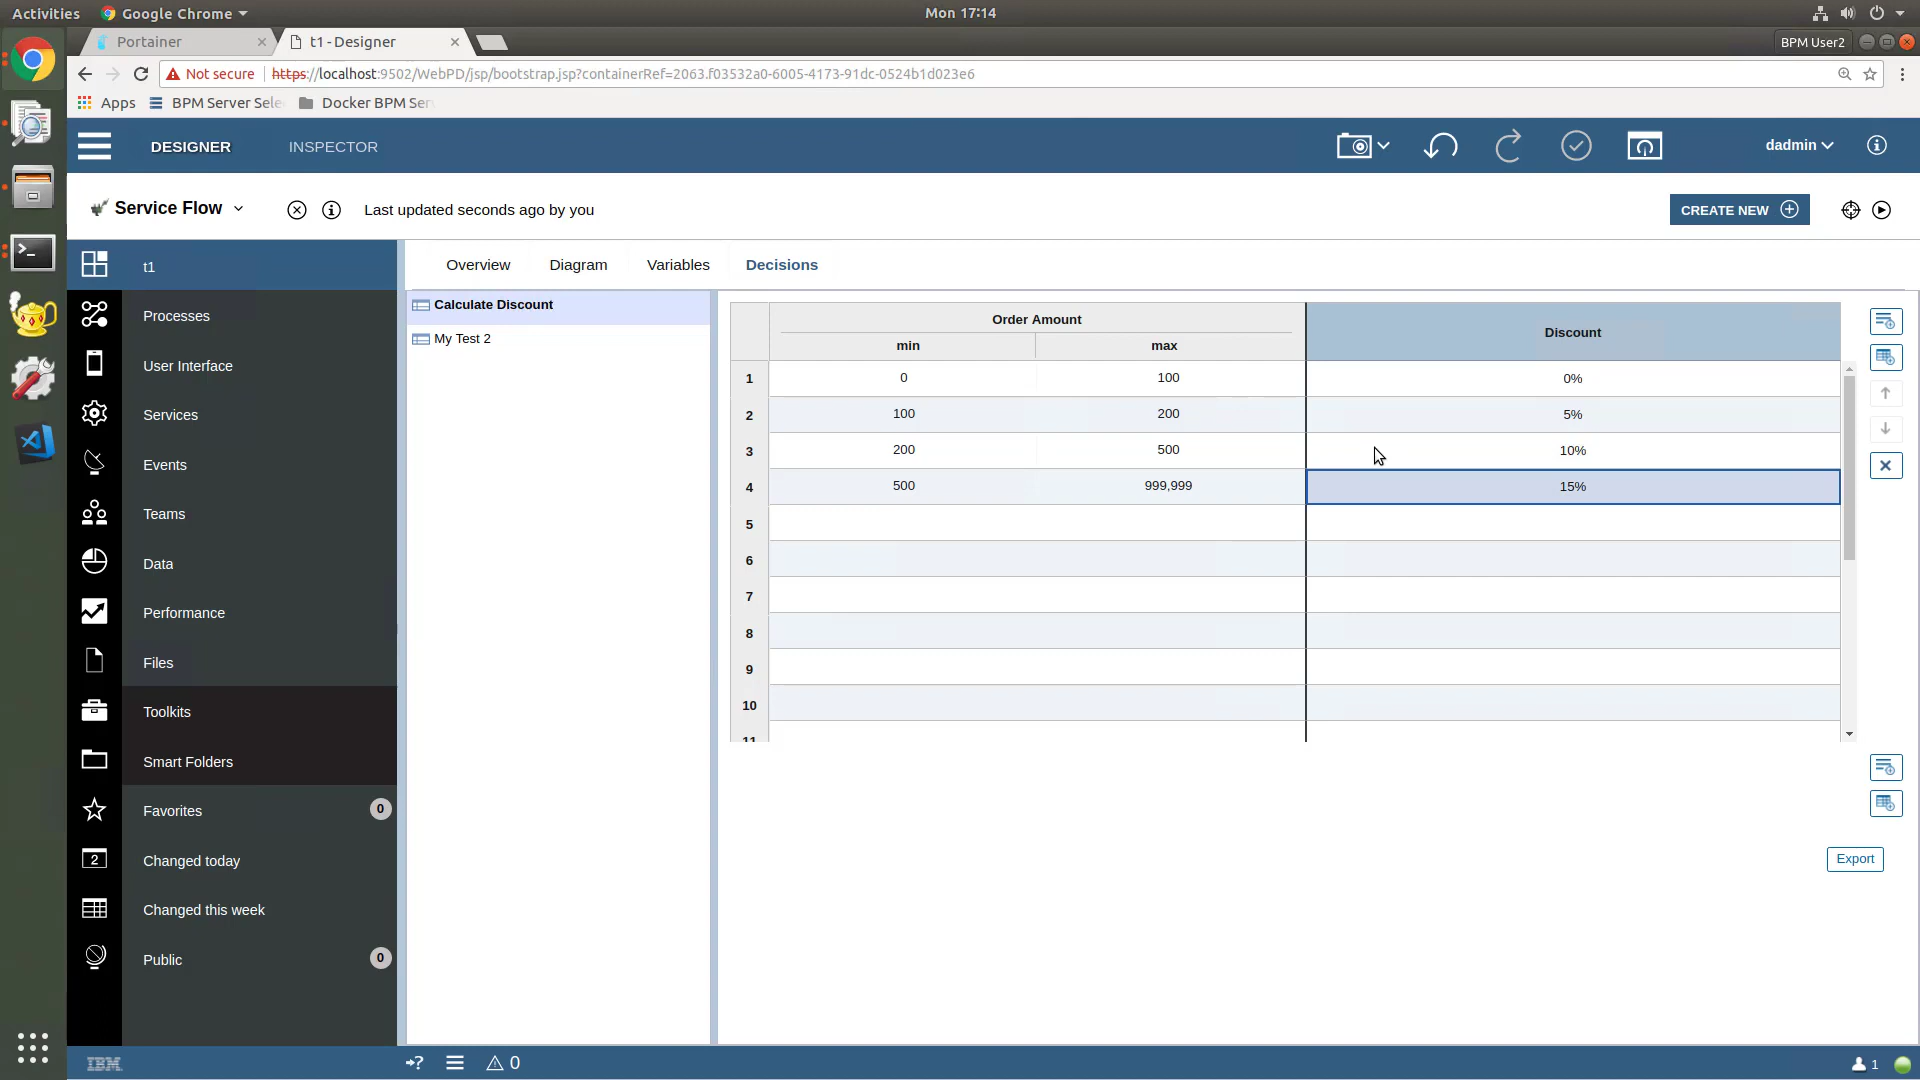 Activities Google Chrome Mon 17:14
Portainer t1 - Designer BPM User2
Not secure https://localhost:9502/WebPD/jsp/bootstrap.jsp?containerRef=2063.f03532a0-6005-4173-91dc-0524b1d023e6
Apps BPM Server Sele Docker BPM Serv
DESIGNER INSPECTOR dadmin
Service Flow Last updated seconds ago by you CREATE NEW
t1
Processes
User Interface
Services
Events
Teams
Data
Performance
Files
Toolkits
Smart Folders
Favorites 0
2 Changed today
Changed this week
Public 0
Overview Diagram Variables Decisions
Calculate Discount
My Test 2
Order Amount Discount
min max
1 0 100 0%
2 100 200 5%
3 200 500 10%
4 500 999,999 15%
5
6
7
8
9
10
11
Export
IBM ? 0 1